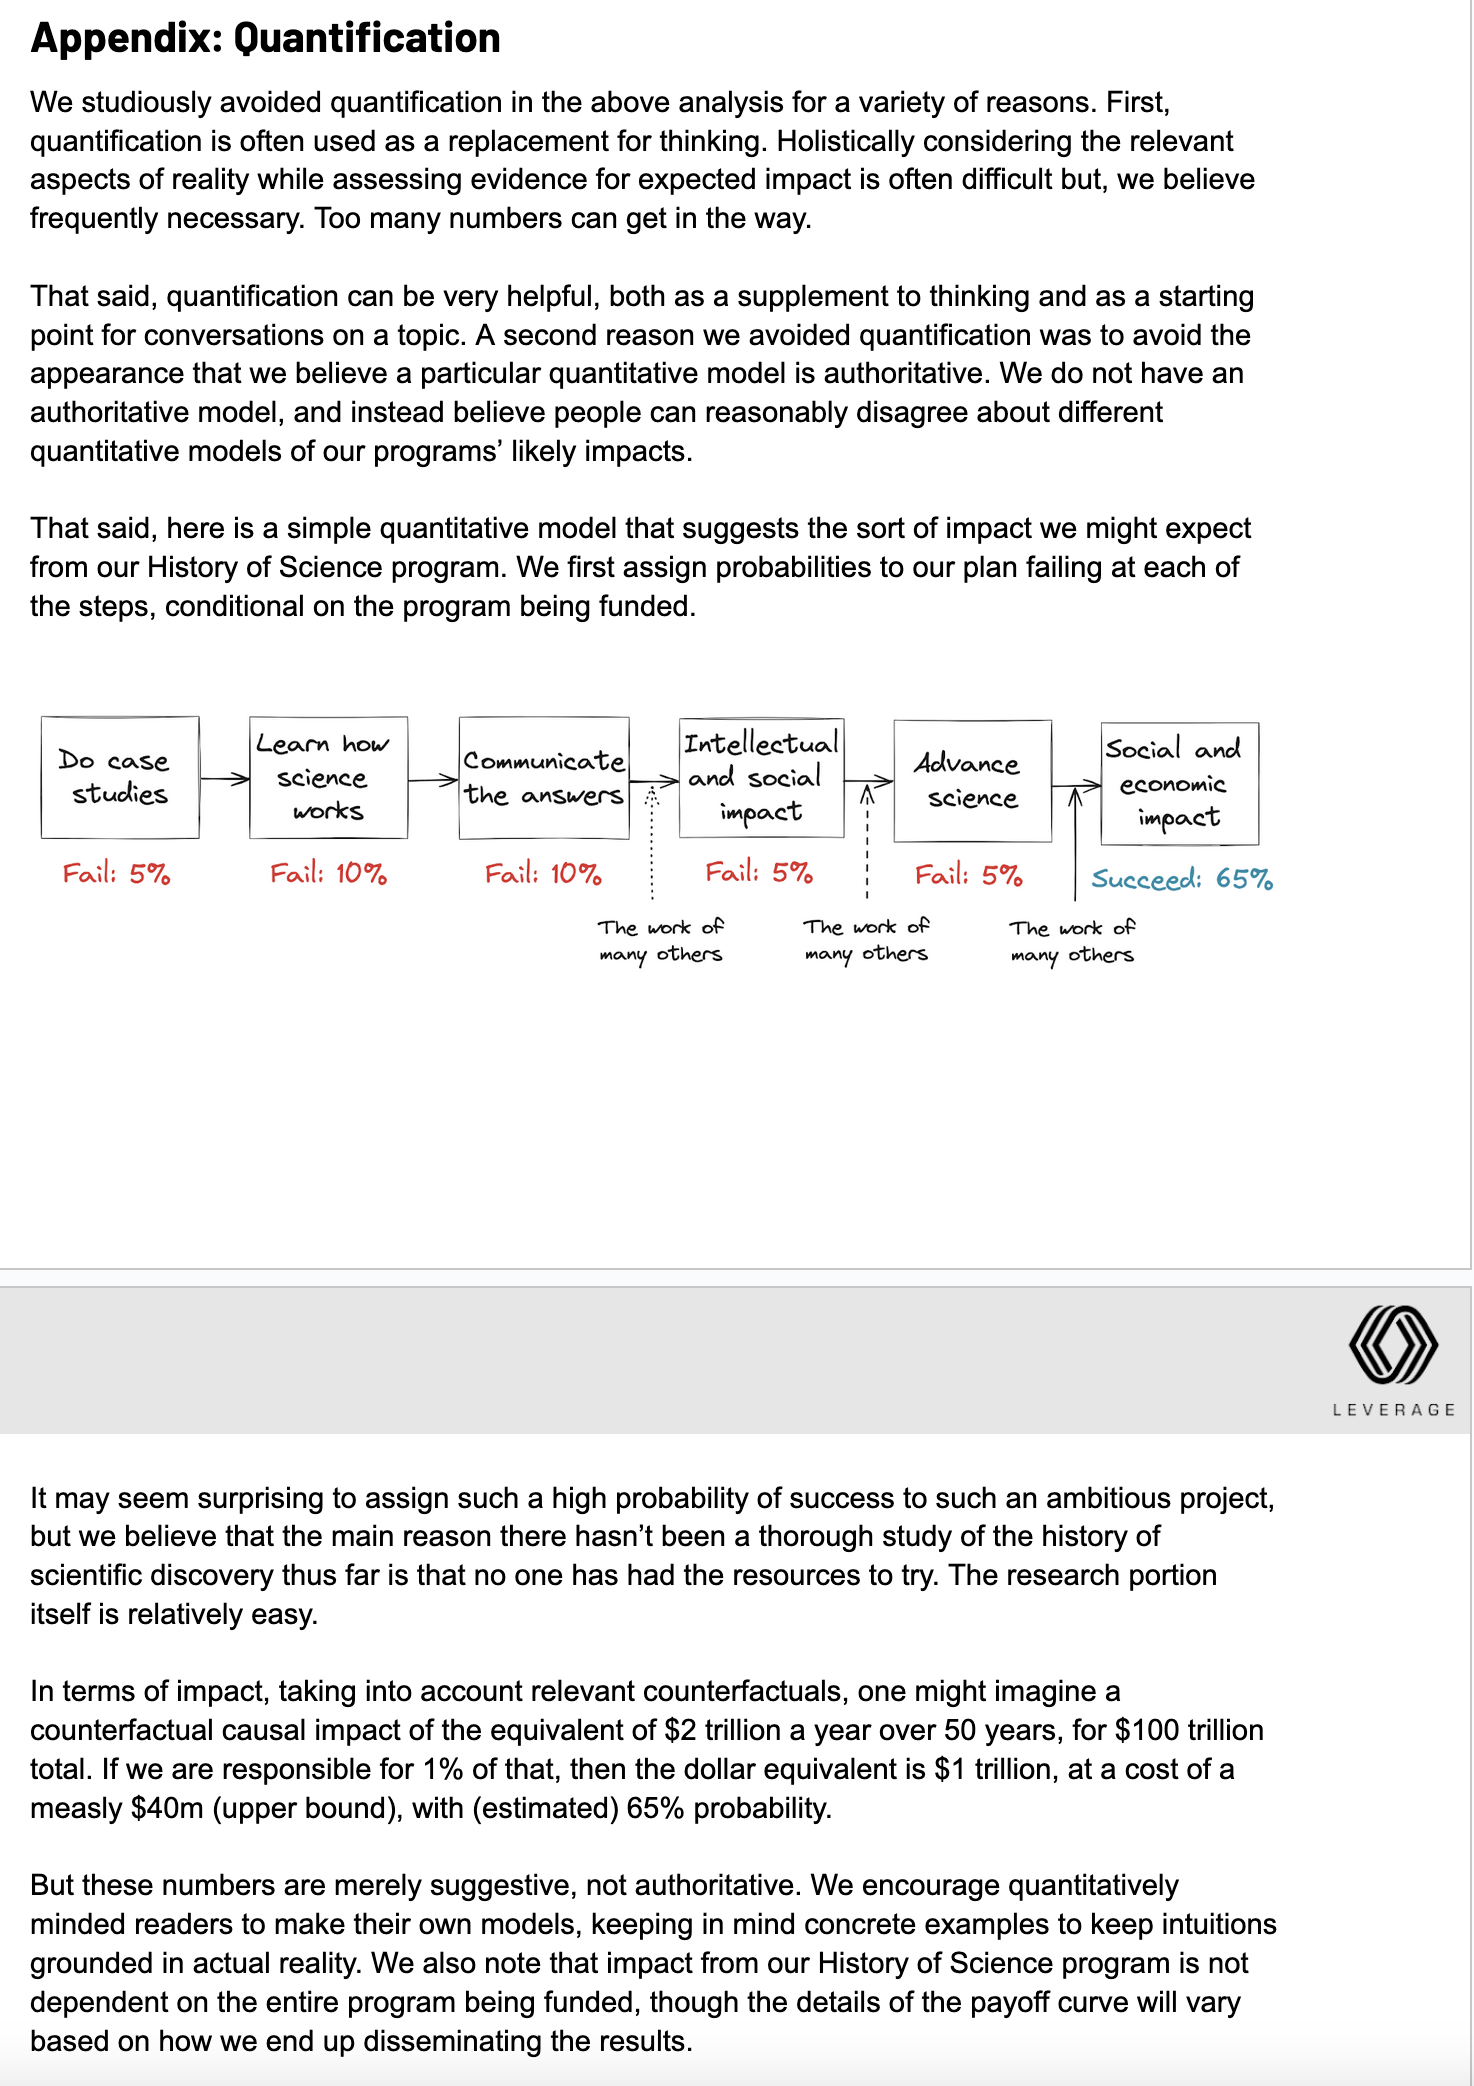 Appendix: Quantification
We studiously avoided quantification in the above analysis for a variety of reasons. First,
quantification is often used as a replacement for thinking. Holistically considering the relevant
aspects of reality while assessing evidence for expected impact is often difficult but, we believe
frequently necessary. Too many numbers can get in the way.
That said, quantification can be very helpful, both as a supplement to thinking and as a starting
point for conversations on a topic. A second reason we avoided quantification was to avoid the
appearance that we believe a particular quantitative model is authoritative. We do not have an
authoritative model, and instead believe people can reasonably disagree about different
quantitative models of our programs’ likely impacts.
That said, here is a simple quantitative model that suggests the sort of impact we might expect
from our History of Science program. We first assign probabilities to our plan failing at each of
the steps, conditional on the program being funded.
Do case
studies
Fail: 5%
Learn how
science
works
Fail: 10%
Communicate
the answers
Fail: 10%
The work of
many others
Intellectual
and social
impact
Fail: 5%
The work of
many others
Advance
science
Fail: 5%
The work of
many others
Social and
economic
impact
Succeed: 65%
LEVERAGE
It may seem surprising to assign such a high probability of success to such an ambitious project,
but we believe that the main reason there hasn’t been a thorough study of the history of
scientific discovery thus far is that no one has had the resources to try. The research portion
itself is relatively easy.
In terms of impact, taking into account relevant counterfactuals, one might imagine a
counterfactual causal impact of the equivalent of $2 trillion a year over 50 years, for $100 trillion
total. If we are responsible for 1% of that, then the dollar equivalent is $1 trillion, at a cost of a
measly $40m (upper bound), with (estimated) 65% probability.
But these numbers are merely suggestive, not authoritative. We encourage quantitatively
minded readers to make their own models, keeping in mind concrete examples to keep intuitions
grounded in actual reality. We also note that impact from our History of Science program is not
dependent on the entire program being funded, though the details of the payoff curve will vary
based on how we end up disseminating the results.